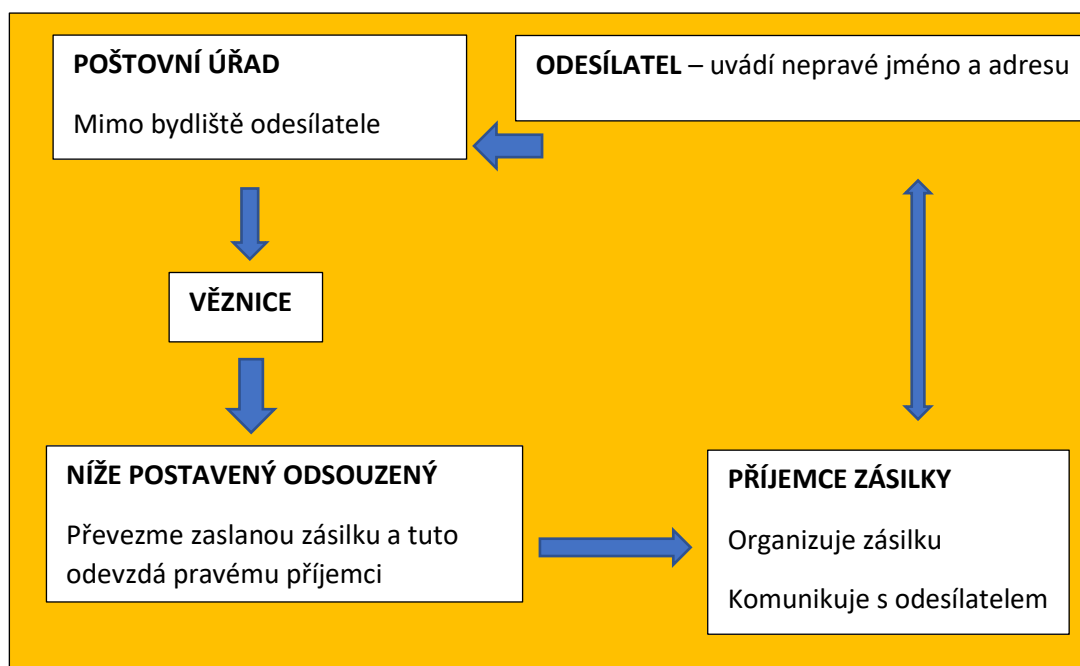 POŠTOVNÍ ÚŘAD
Mimo bydliště odesílatele
ODESÍLATEL – uvádí nepravé jméno a adresu
VĚZNICE
NÍŽE POSTAVENÝ ODSOUZENÝ
Převezme zaslanou zásilku a tuto
odevzdá pravému příjemci
PŘÍJEMCE ZÁSILKY
Organizuje zásilku
Komunikuje s odesílatelem